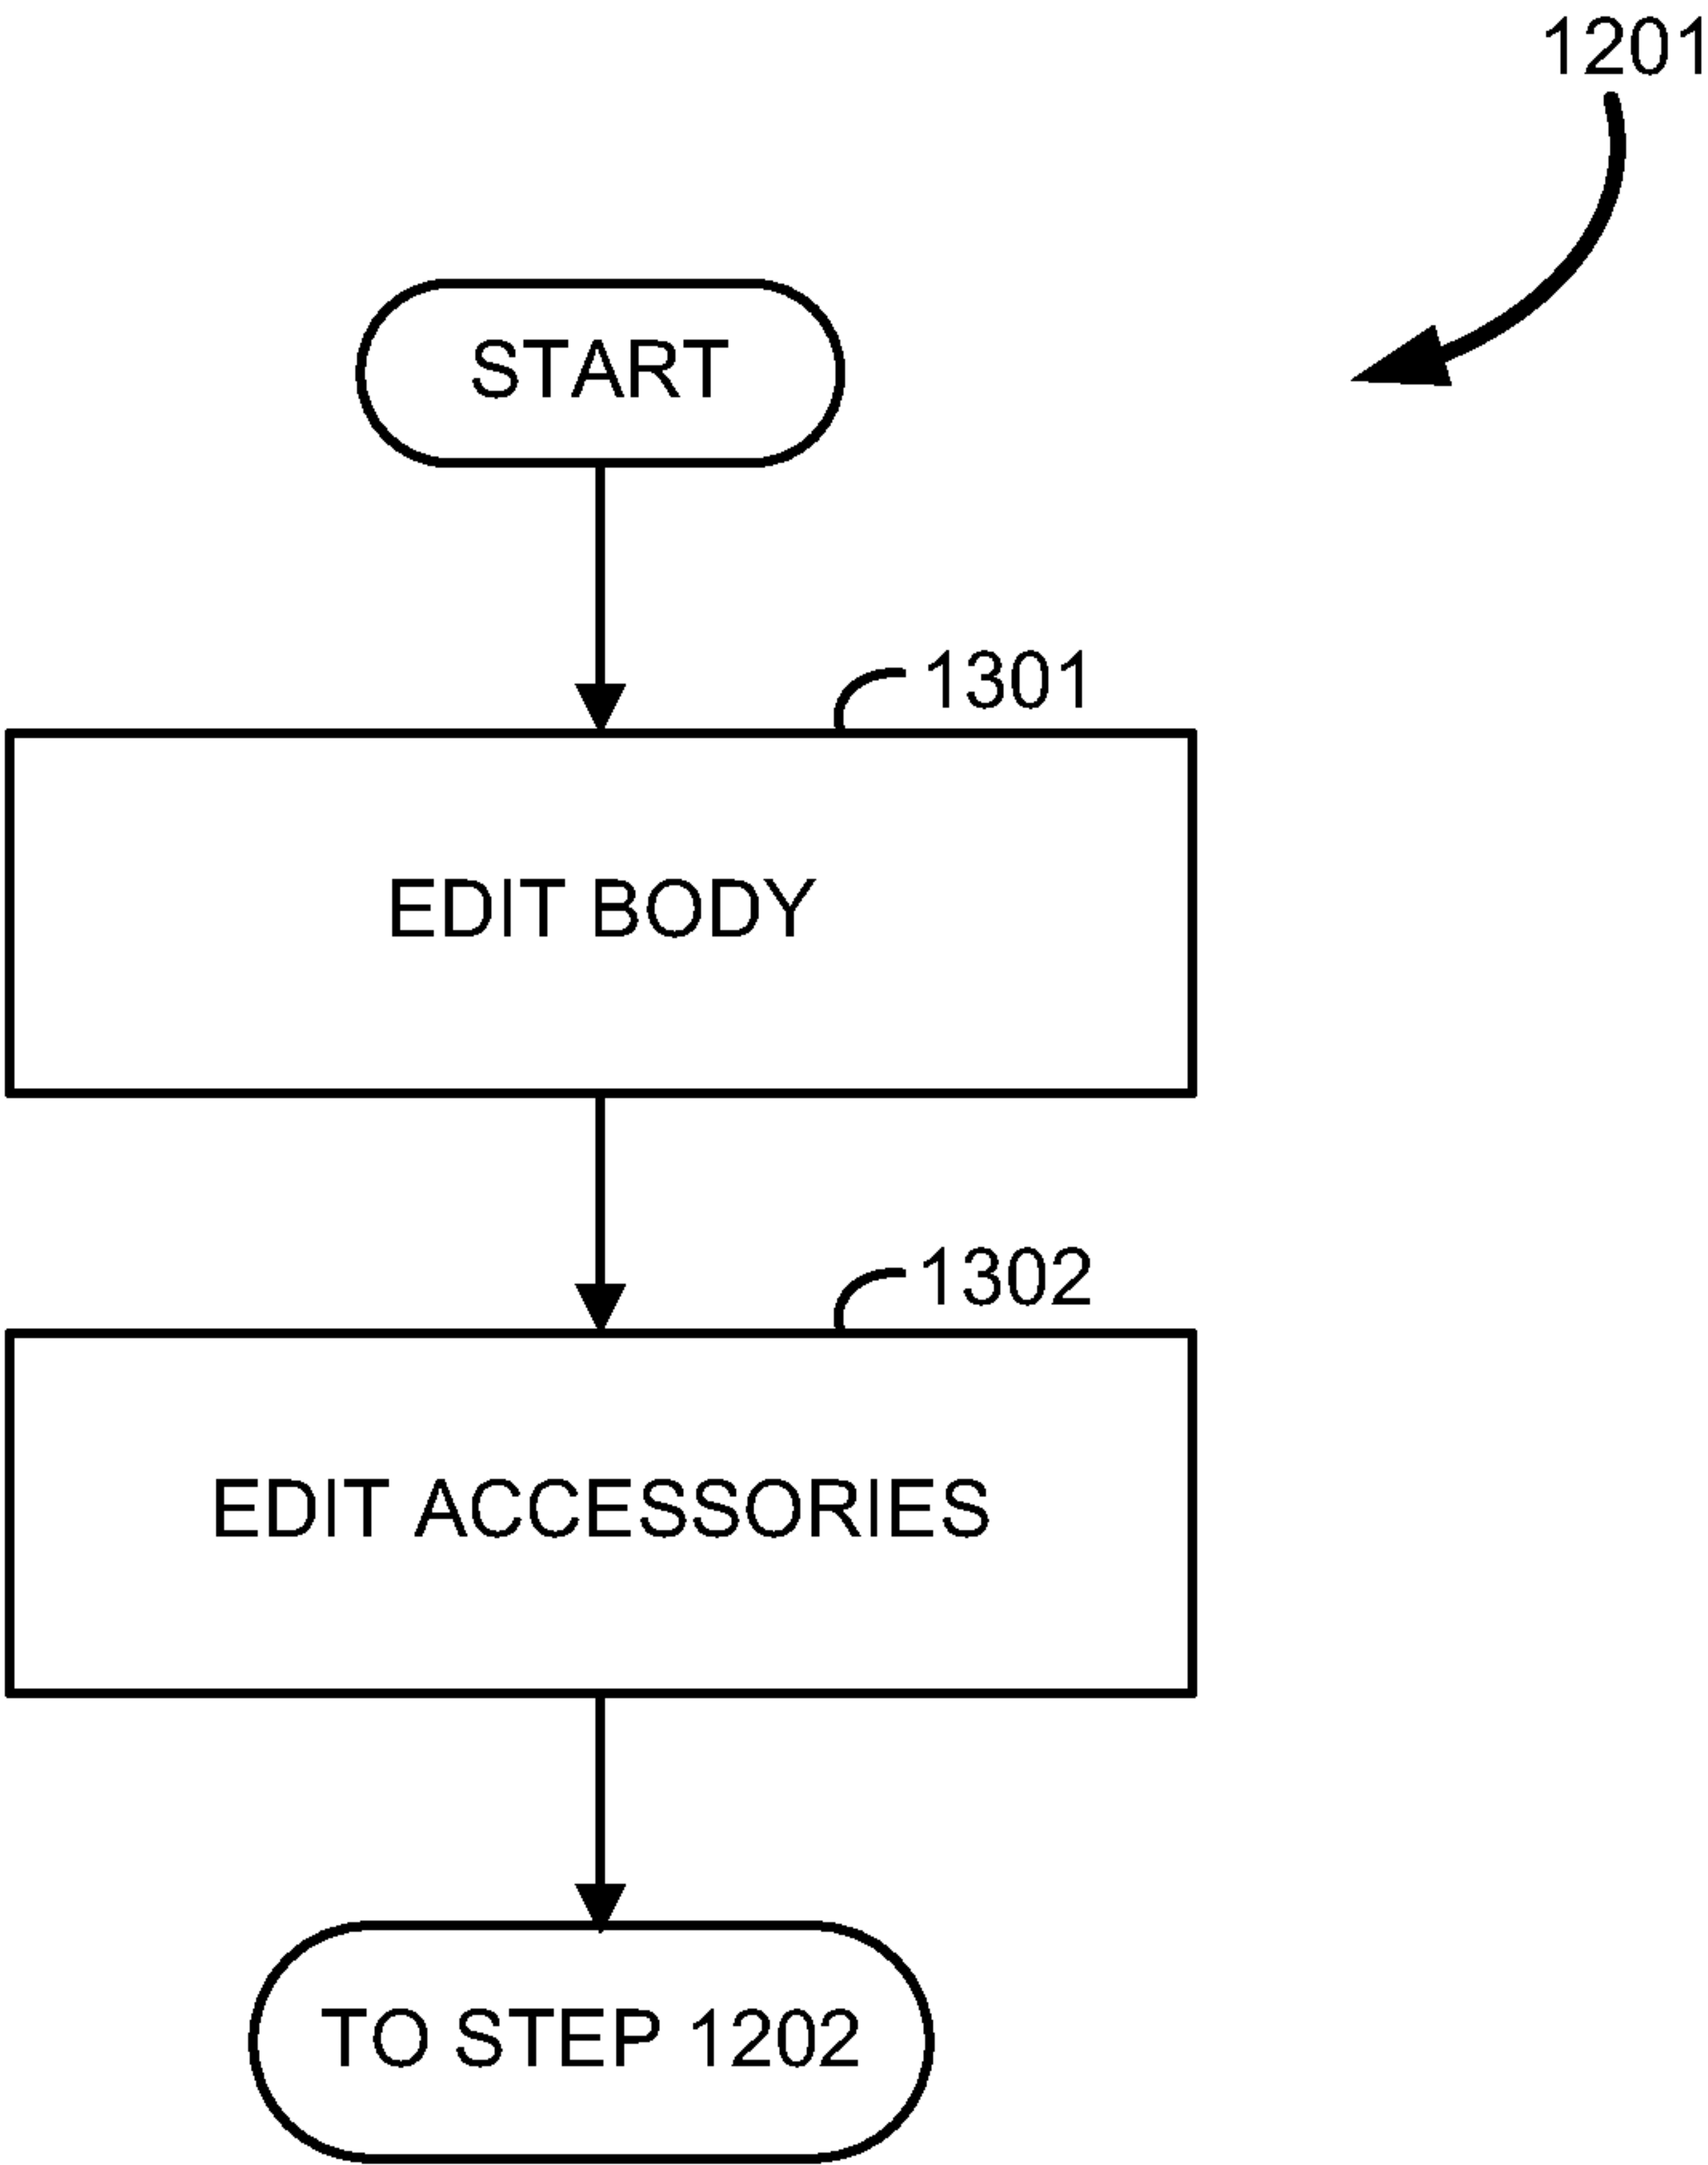 1201
START
1301
EDIT BODY
1302
EDIT ACCESSORIES
TO STEP 1202